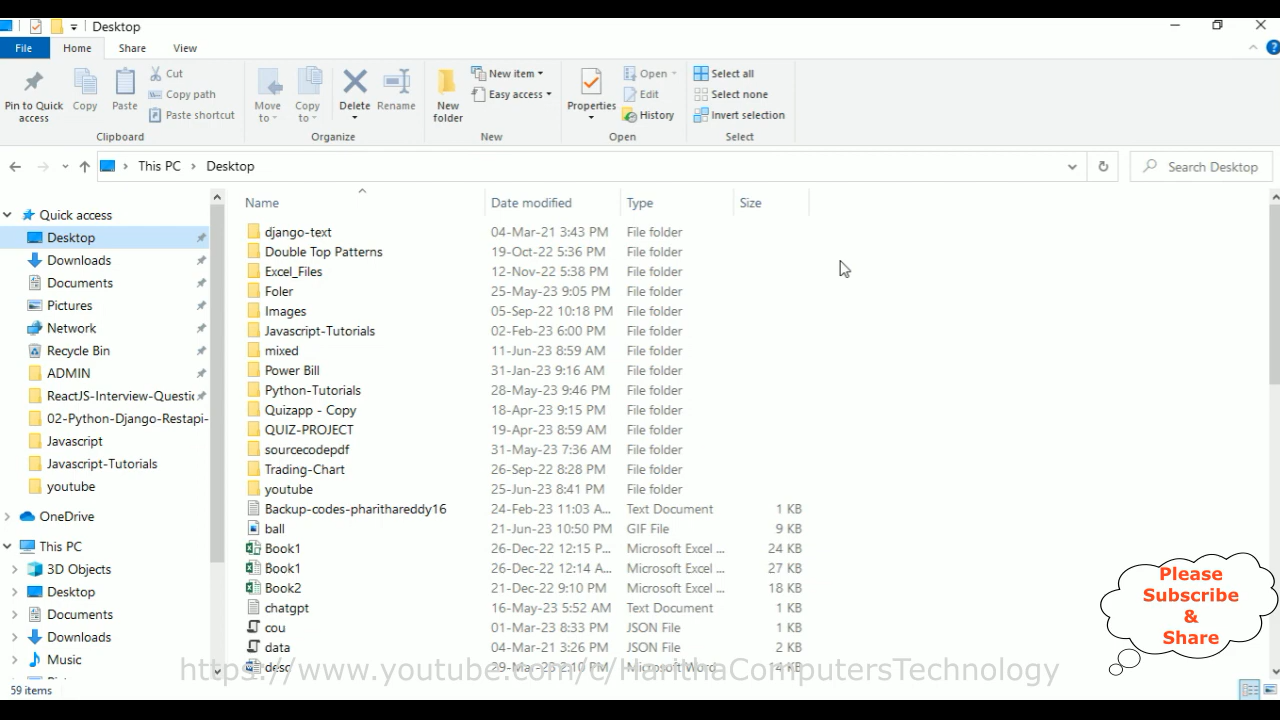 Desktop
File Home Share View
Pin to Quick access
Copy
Paste
Cut
Copy path
Paste shortcut
Clipboard
Move to
Copy to
Delete
Rename
Organize
New folder
New item
Easy access
New
Properties
Open
Edit
History
Open
Select all
Select none
Invert selection
Select
This PC > Desktop
Search Desktop
Quick access
Desktop
Downloads
Documents
Pictures
Network
Recycle Bin
ADMIN
ReactJS-Interview-Questic
02-Python-Django-Restapi-
Javascript
Javascript-Tutorials
youtube
OneDrive
This PC
3D Objects
Desktop
Documents
Downloads
Music
Name Date modified Type Size
django-text 04-Mar-21 3:43 PM File folder
Double Top Patterns 19-Oct-22 5:36 PM File folder
Excel_Files 12-Nov-22 5:38 PM File folder
Foler 25-May-23 9:05 PM File folder
Images 05-Sep-22 10:18 PM File folder
Javascript-Tutorials 02-Feb-23 6:00 PM File folder
mixed 11-Jun-23 8:59 AM File folder
Power Bill 31-Jan-23 9:16 AM File folder
Python-Tutorials 28-May-23 9:46 PM File folder
Quizapp - Copy 18-Apr-23 9:15 PM File folder
QUIZ-PROJECT 19-Apr-23 8:59 AM File folder
sourcecodepdf 31-May-23 7:36 AM File folder
Trading-Chart 26-Sep-22 8:28 PM File folder
youtube 25-Jun-23 8:41 PM File folder
Backup-codes-pharithareddy16 24-Feb-23 11:03 A... Text Document 1 KB
ball 21-Jun-23 10:50 PM GIF File 9 KB
Book1 26-Dec-22 12:15 P... Microsoft Excel ... 24 KB
Book1 26-Dec-22 12:14 A... Microsoft Excel ... 27 KB
Book2 21-Dec-22 9:10 PM Microsoft Excel ... 18 KB
chatgpt 16-May-23 5:52 AM Text Document 1 KB
cou 01-Mar-23 8:33 PM JSON File 1 KB
data 04-Mar-21 3:26 PM JSON File 2 KB
desc 29-Mar-23 2:10 PM Microsoft Word 14 KB
https://www.youtube.com/c/HarithaComputersTechnology
Please
Subscribe
&
Share
59 items